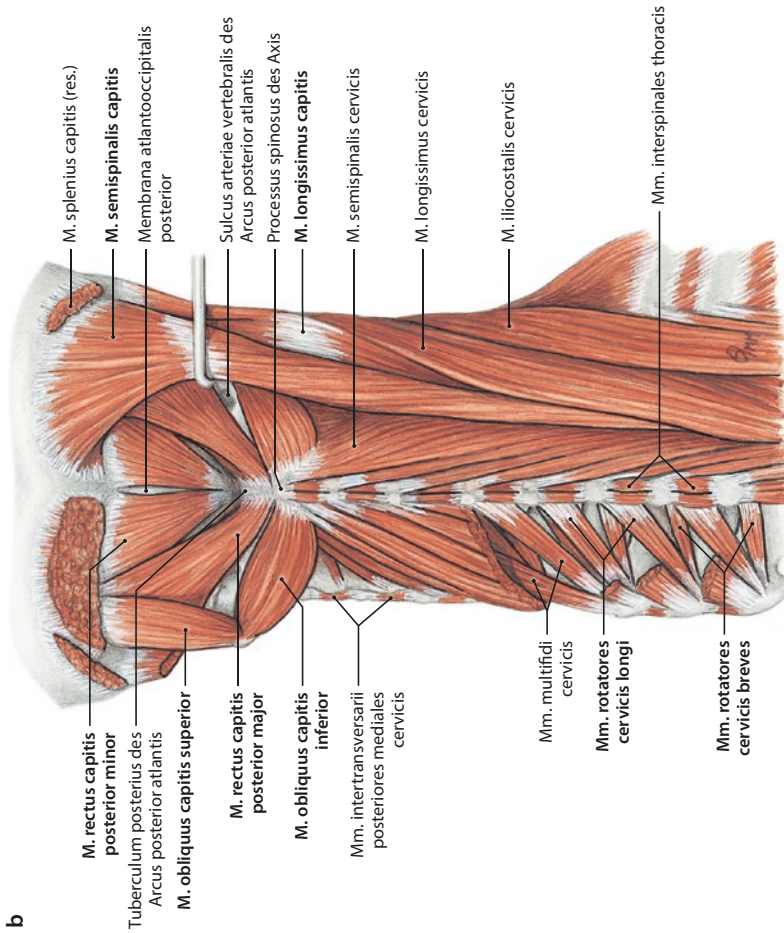 b
M. splenius capitis (res.)
M. semispinalis capitis
Membrana atlantooccipitalis
posterior
Sulcus arteriae vertebralis des
Arcus posterior atlantis
Processus spinosus des Axis
M. longissimus capitis
M. semispinalis cervicis
M. longissimus cervicis
M. iliocostalis cervicis
Mm. interspinales thoracis
M. rectus capitis
posterior minor
Tuberculum posterius des
Arcus posterior atlantis
M. obliquus capitis superior
M. rectus capitis
posterior major
M. obliquus capitis
inferior
Mm. intertransversarii
posteriores mediales
cervicis
Mm. multifidi
cervicis
Mm. rotatores
cervicis longi
Mm. rotatores
cervicis breves